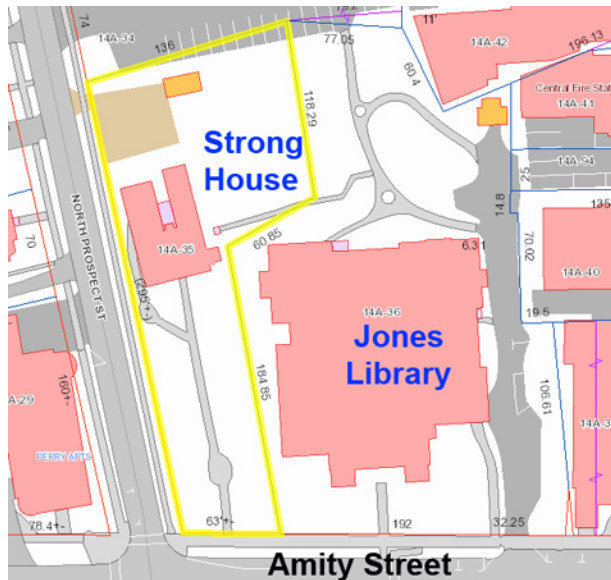 74
14A-34
136
79.2
77.05
11'
14A-42
196.13
60.4
Central Fire Stat
14A-41
118.29
Strong
House
14A-94
25
14.8
135
NORTH PROSPECT ST.
70
60.85
6.31
70.02
14A-35
14A-40
(295'+-)
14A-36
19.5
Jones
Library
184.85
106.61
160+-
A-29
14A-3
PERRY APTS
78.4+-
63'+-
192
32.25
Amity Street